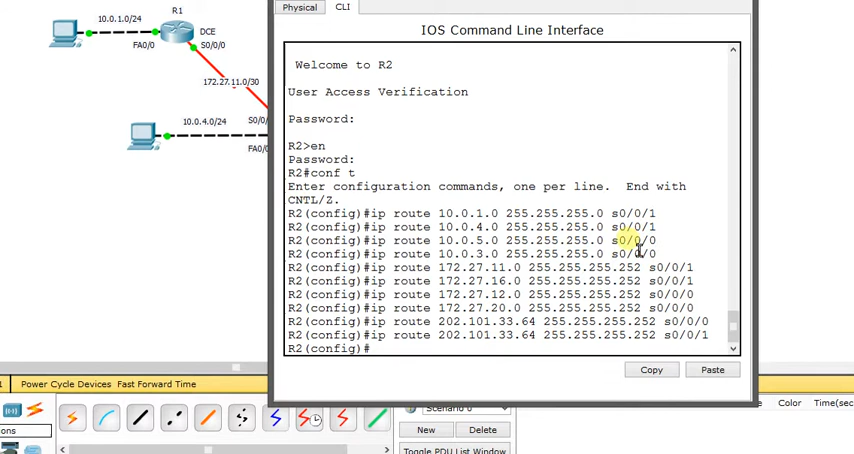 Physical
CLI
IOS Command Line Interface
Welcome to R2
User Access Verification
Password:
R2>en
Password:
R2#conf t
Enter configuration commands, one per line.  End with
CNTL/Z.
R2(config)#ip route 10.0.1.0 255.255.255.0 s0/0/1
R2(config)#ip route 10.0.4.0 255.255.255.0 s0/0/1
R2(config)#ip route 10.0.5.0 255.255.255.0 s0/0/0
R2(config)#ip route 10.0.3.0 255.255.255.0 s0/0/0
R2(config)#ip route 172.27.11.0 255.255.255.252 s0/0/1
R2(config)#ip route 172.27.16.0 255.255.255.252 s0/0/1
R2(config)#ip route 172.27.12.0 255.255.255.252 s0/0/0
R2(config)#ip route 172.27.20.0 255.255.255.252 s0/0/0
R2(config)#ip route 202.101.33.64 255.255.255.252 s0/0/0
R2(config)#ip route 202.101.33.64 255.255.255.252 s0/0/1
R2(config)#
Copy
Paste
R1
10.0.1.0/24
DCE
FA0/0
S0/0/0
172.27.11.0/30
10.0.4.0/24
S0/0/
FA0/
Power Cycle Devices  Fast Forward Time
ons
Scenario 0
New
Delete
Toggle PDU List Window
Color
Time(sec